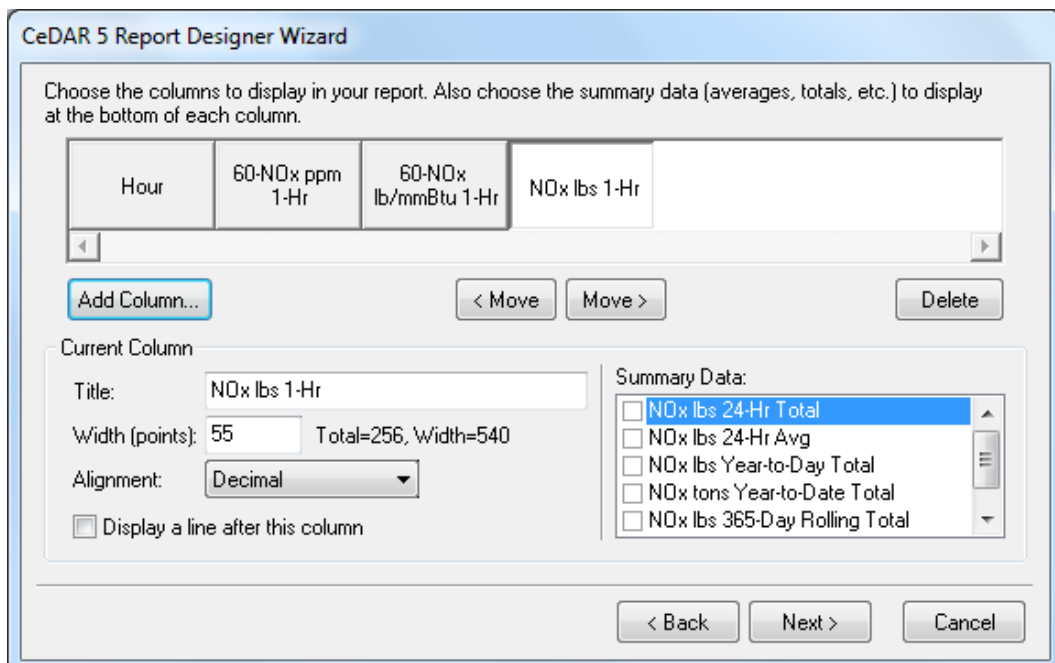 CeDAR 5 Report Designer Wizard
Choose the columns to display in your report. Also choose the summary data (averages, totals, etc.) to display
at the bottom of each column.
Hour
60-NOx ppm
1-Hr
60-NOx
lb/mmBtu 1-Hr
NOx lbs 1-Hr
Add Column...
< Move
Move >
Delete
Current Column
Title:
NOx lbs 1-Hr
Width (points):
55
Total=256, Width=540
Alignment:
Decimal
Display a line after this column
Summary Data:
NOx lbs 24-Hr Total
NOx lbs 24-Hr Avg
NOx lbs Year-to-Day Total
NOx tons Year-to-Date Total
NOx lbs 365-Day Rolling Total
< Back
Next >
Cancel